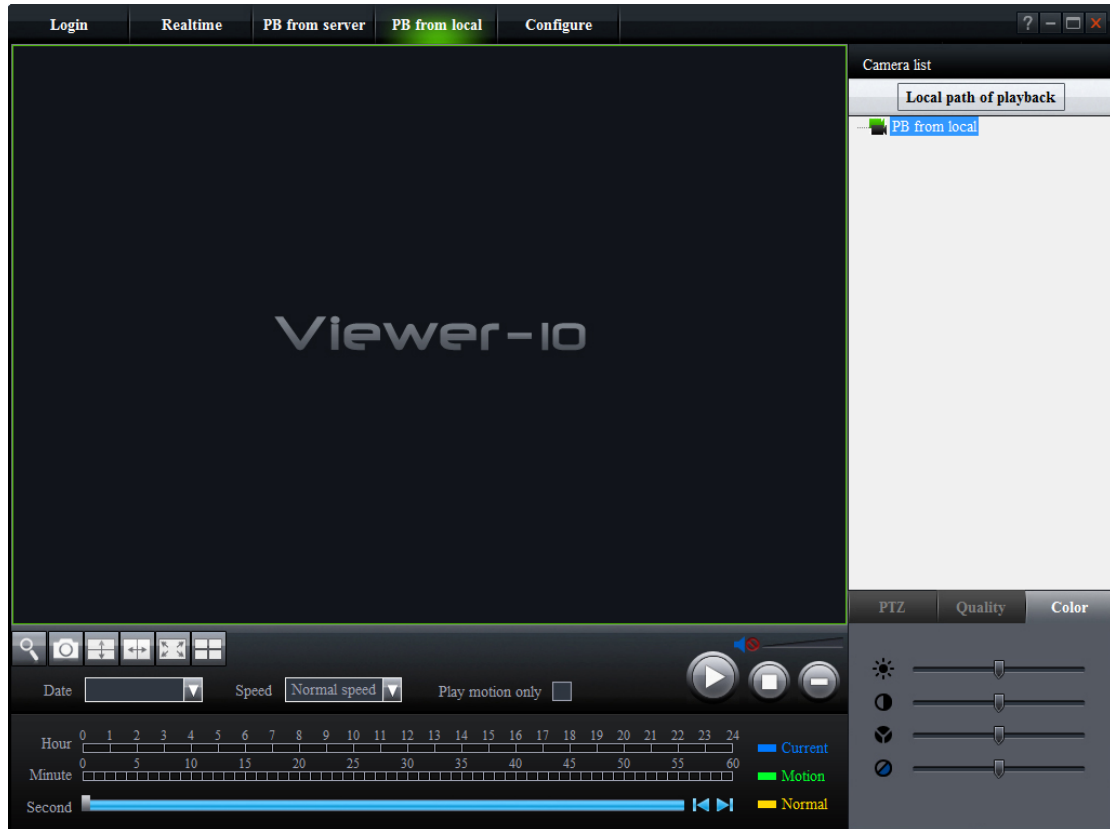 Login Realtime PB from server PB from local Configure ?
Camera list
Local path of playback
PB from local
Viewer-10
PTZ Quality Color
Date Speed Normal speed Play motion only
Hour 0 1 2 3 4 5 6 7 8 9 10 11 12 13 14 15 16 17 18 19 20 21 22 23 24
Current
Minute 0 5 10 15 20 25 30 35 40 45 50 55 60
Motion
Second
Normal